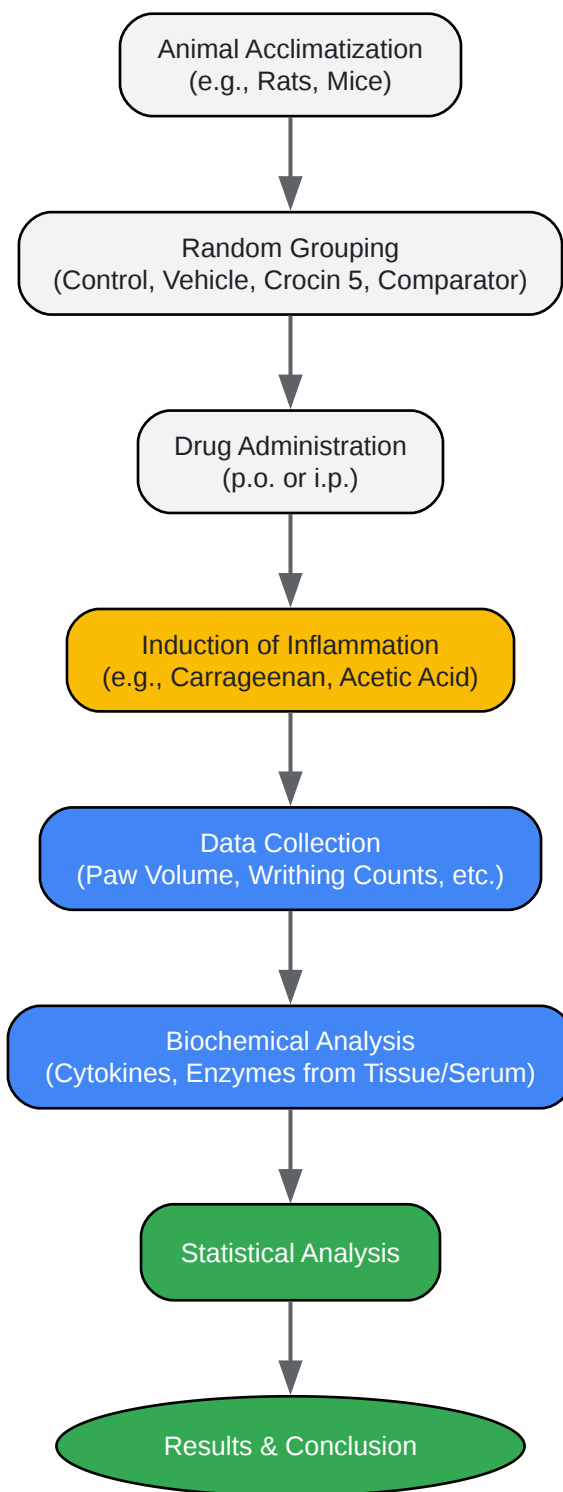 Animal Acclimatization
(e.g., Rats, Mice)
Random Grouping
(Control, Vehicle, Crocin 5, Comparator)
Drug Administration
(p.o. or i.p.)
Induction of Inflammation
(e.g., Carrageenan, Acetic Acid)
Data Collection
(Paw Volume, Writhing Counts, etc.)
Biochemical Analysis
(Cytokines, Enzymes from Tissue/Serum)
Statistical Analysis
Results & Conclusion